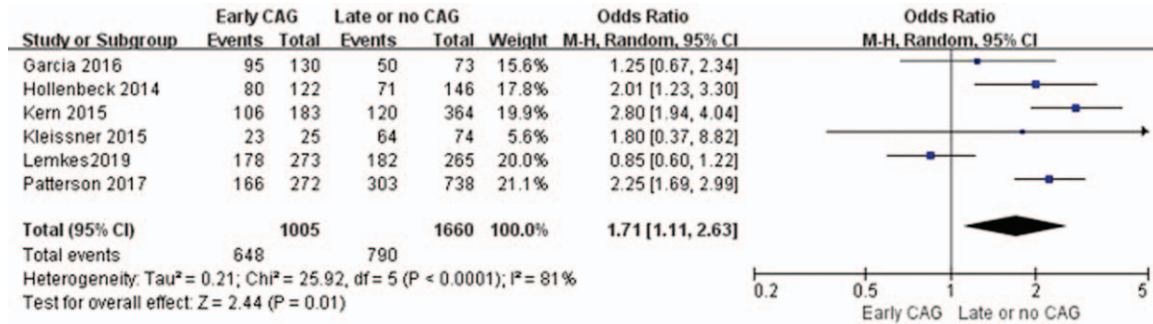 Early CAG Late or no CAG Odds Ratio Odds Ratio
Study or Subgroup Events Total Events Total Weight M-H, Random, 95% CI M-H, Random, 95% CI
Garcia 2016 95 130 50 73 15.6% 1.25 [0.67, 2.34]
Hollenbeck 2014 80 122 71 146 17.8% 2.01 [1.23, 3.30]
Kern 2015 106 183 120 364 19.9% 2.80 [1.94, 4.04]
Kleissner 2015 23 25 64 74 5.6% 1.80 [0.37, 8.82]
Lemkes2019 178 273 182 265 20.0% 0.85 [0.60, 1.22]
Patterson 2017 166 272 303 738 21.1% 2.25 [1.69, 2.99]
Total (95% CI) 1005 1660 100.0% 1.71 [1.11, 2.63]
Total events 648 790
Heterogeneity: Tau² = 0.21; Chi² = 25.92, df = 5 (P < 0.0001); I² = 81%
Test for overall effect: Z = 2.44 (P = 0.01)
0.2 0.5 1 2 5
Early CAG Late or no CAG